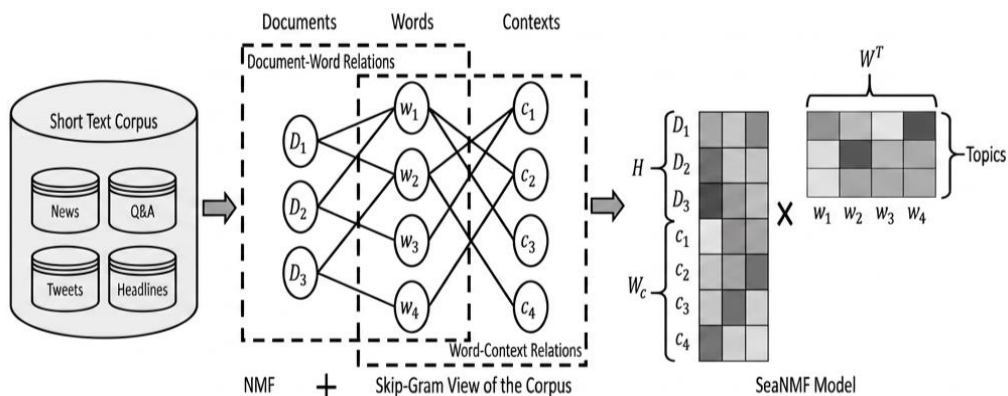 Documents Words Contexts
Document-Word Relations
Short Text Corpus
News Q&A
Tweets Headlines
D₁
D₂
D₃
w₁
w₂
w₃
w₄
c₁
c₂
c₃
c₄
Word-Context Relations
NMF + Skip-Gram View of the Corpus
H
W_c
D₁
D₂
D₃
c₁
c₂
c₃
c₄
×
Wᵀ
Topics
w₁ w₂ w₃ w₄
SeaNMF Model